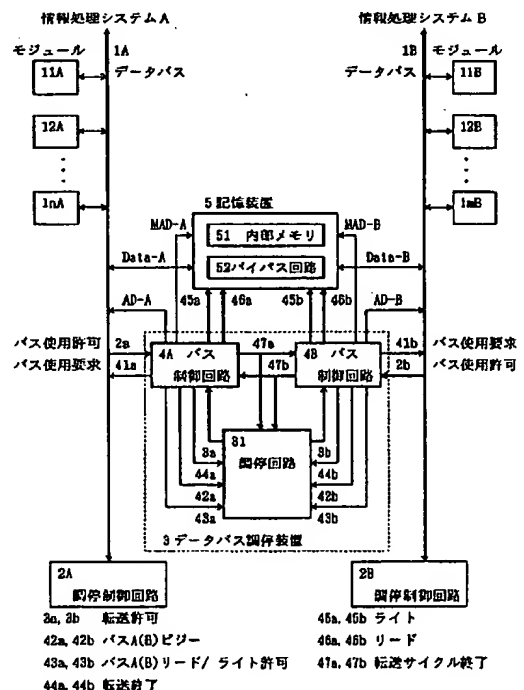 情報処理システムA
情報処理システムB
モジュール
1A
1B
モジュール
11A
データバス
データバス
11B
12A
12B
1nA
1mB
5 記憶装置
MAD-A
MAD-B
51 内部メモリ
52バイパス回路
Data-A
Data-B
45a
46a
45b
46b
AD-A
AD-B
バス使用許可
2a
4A バス
制御回路
47a
4B バス
制御回路
41b
バス使用要求
バス使用要求
41a
47b
2b
バス使用許可
31
調停回路
3a
3b
44a
44b
42a
42b
43a
43b
3 データバス調停装置
2A
調停制御回路
2B
調停制御回路
3a, 3b 転送許可
45a, 45b ライト
42a, 42b バスA(B)ビジー
46a, 46b リード
43a, 43b バスA(B)リード/ ライト許可
47a, 47b 転送サイクル終了
44a, 44b 転送終了